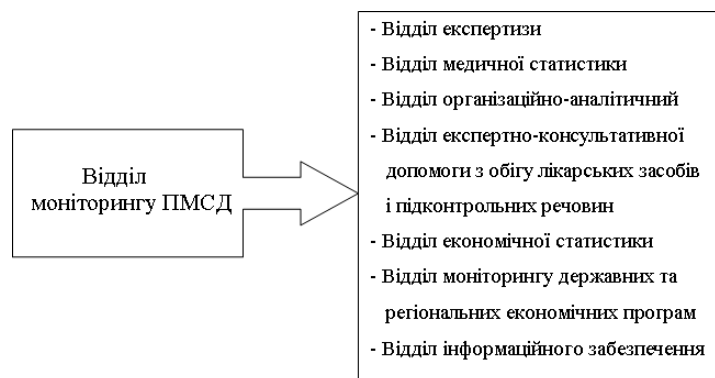 Відділ
моніторингу ПМСД
- Відділ експертизи
- Відділ медичної статистики
- Відділ організаційно-аналітичний
- Відділ експертно-консультативної
допомоги з обігу лікарських засобів
і підконтрольних речовин
- Відділ економічної статистики
- Відділ моніторингу державних та
регіональних економічних програм
- Відділ інформаційного забезпечення